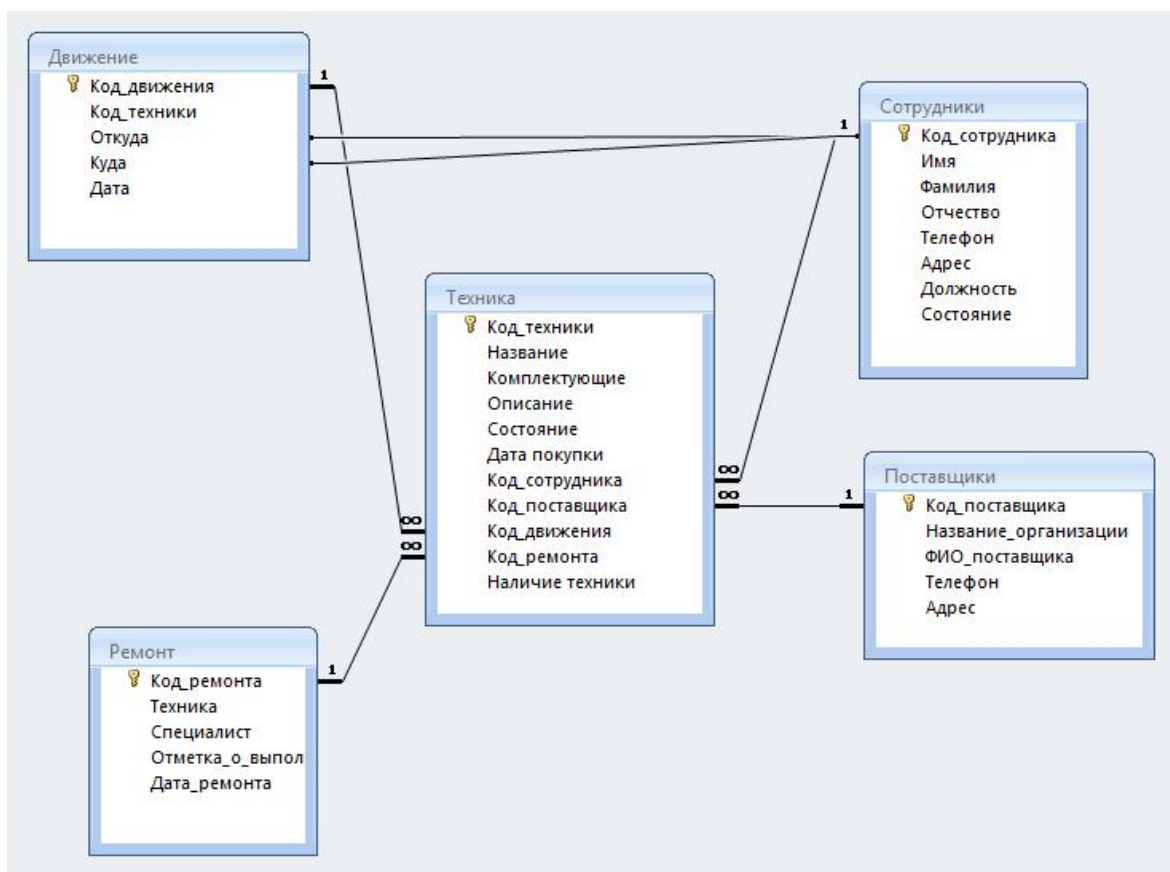 Движение
Код_движения
Код_техники
Откуда
Куда
Дата
1
Сотрудники
Код_сотрудника
Имя
Фамилия
Отчество
Телефон
Адрес
Должность
Состояние
1
Техника
Код_техники
Название
Комплектующие
Описание
Состояние
Дата покупки
Код_сотрудника
Код_поставщика
Код_движения
Код_ремонта
Наличие техники
∞
∞
∞
∞
Поставщики
Код_поставщика
Название_организации
ФИО_поставщика
Телефон
Адрес
1
Ремонт
Код_ремонта
Техника
Специалист
Отметка_о_выпол
Дата_ремонта
1